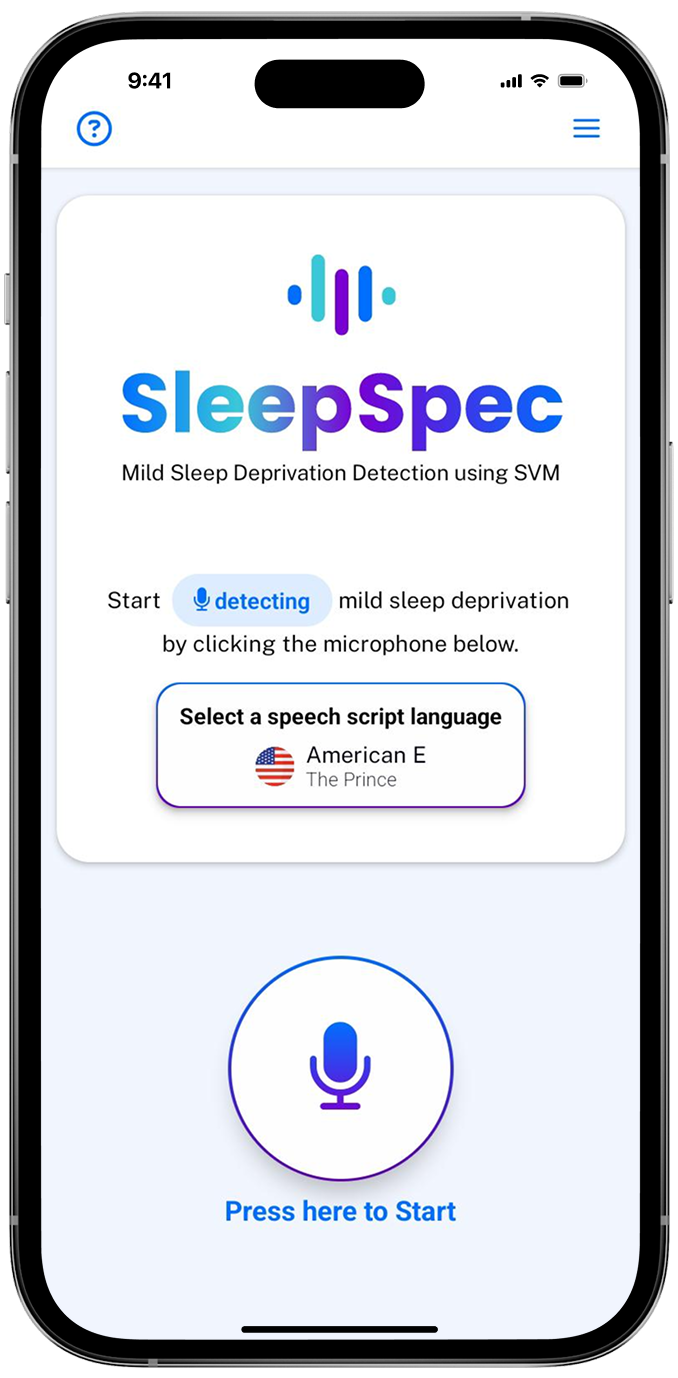 9:41
?
SleepSpec
Mild Sleep Deprivation Detection using SVM
Start detecting mild sleep deprivation
by clicking the microphone below.
Select a speech script language
American E
The Prince
Press here to Start